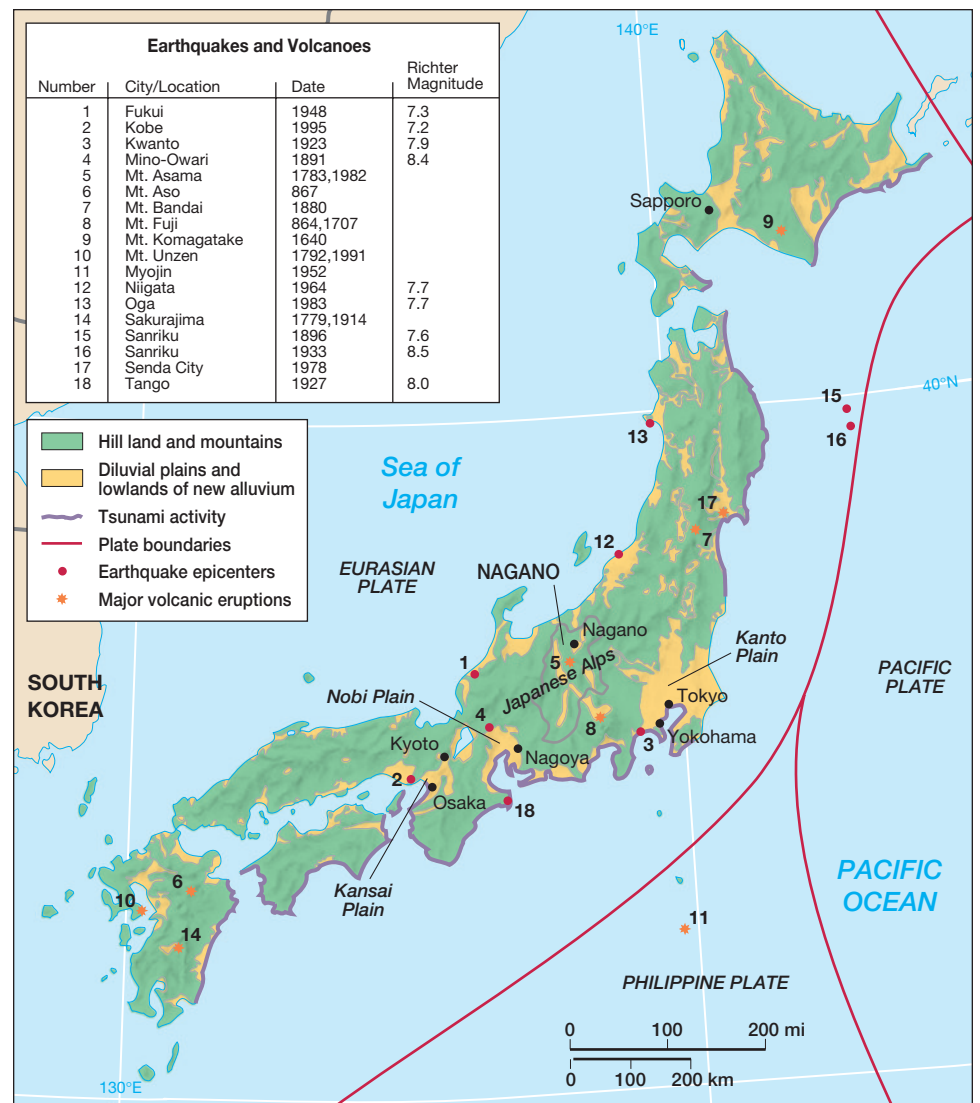 Earthquakes and Volcanoes
Number City/Location Date Richter Magnitude
1 Fukui 1948 7.3
2 Kobe 1995 7.2
3 Kwanto 1923 7.9
4 Mino-Owari 1891 8.4
5 Mt. Asama 1783,1982
6 Mt. Aso 867
7 Mt. Bandai 1880
8 Mt. Fuji 864,1707
9 Mt. Komagatake 1640
10 Mt. Unzen 1792,1991
11 Myojin 1952
12 Niigata 1964 7.7
13 Oga 1983 7.7
14 Sakurajima 1779,1914
15 Sanriku 1896 7.6
16 Sanriku 1933 8.5
17 Senda City 1978
18 Tango 1927 8.0
Hill land and mountains
Diluvial plains and
lowlands of new alluvium
Tsunami activity
Plate boundaries
Earthquake epicenters
Major volcanic eruptions
140°E
Sapporo
9
40°N
15
16
13
Sea of
Japan
17
7
12
EURASIAN
PLATE
NAGANO
Nagano
Kanto
Plain
5
Japanese Alps
1
PACIFIC
PLATE
SOUTH
KOREA
Nobi Plain
Tokyo
4
8
3
Yokohama
Kyoto
Nagoya
2
Osaka
18
Kansai
Plain
PACIFIC
OCEAN
6
10
14
11
PHILIPPINE PLATE
0 100 200 mi
0 100 200 km
130°E